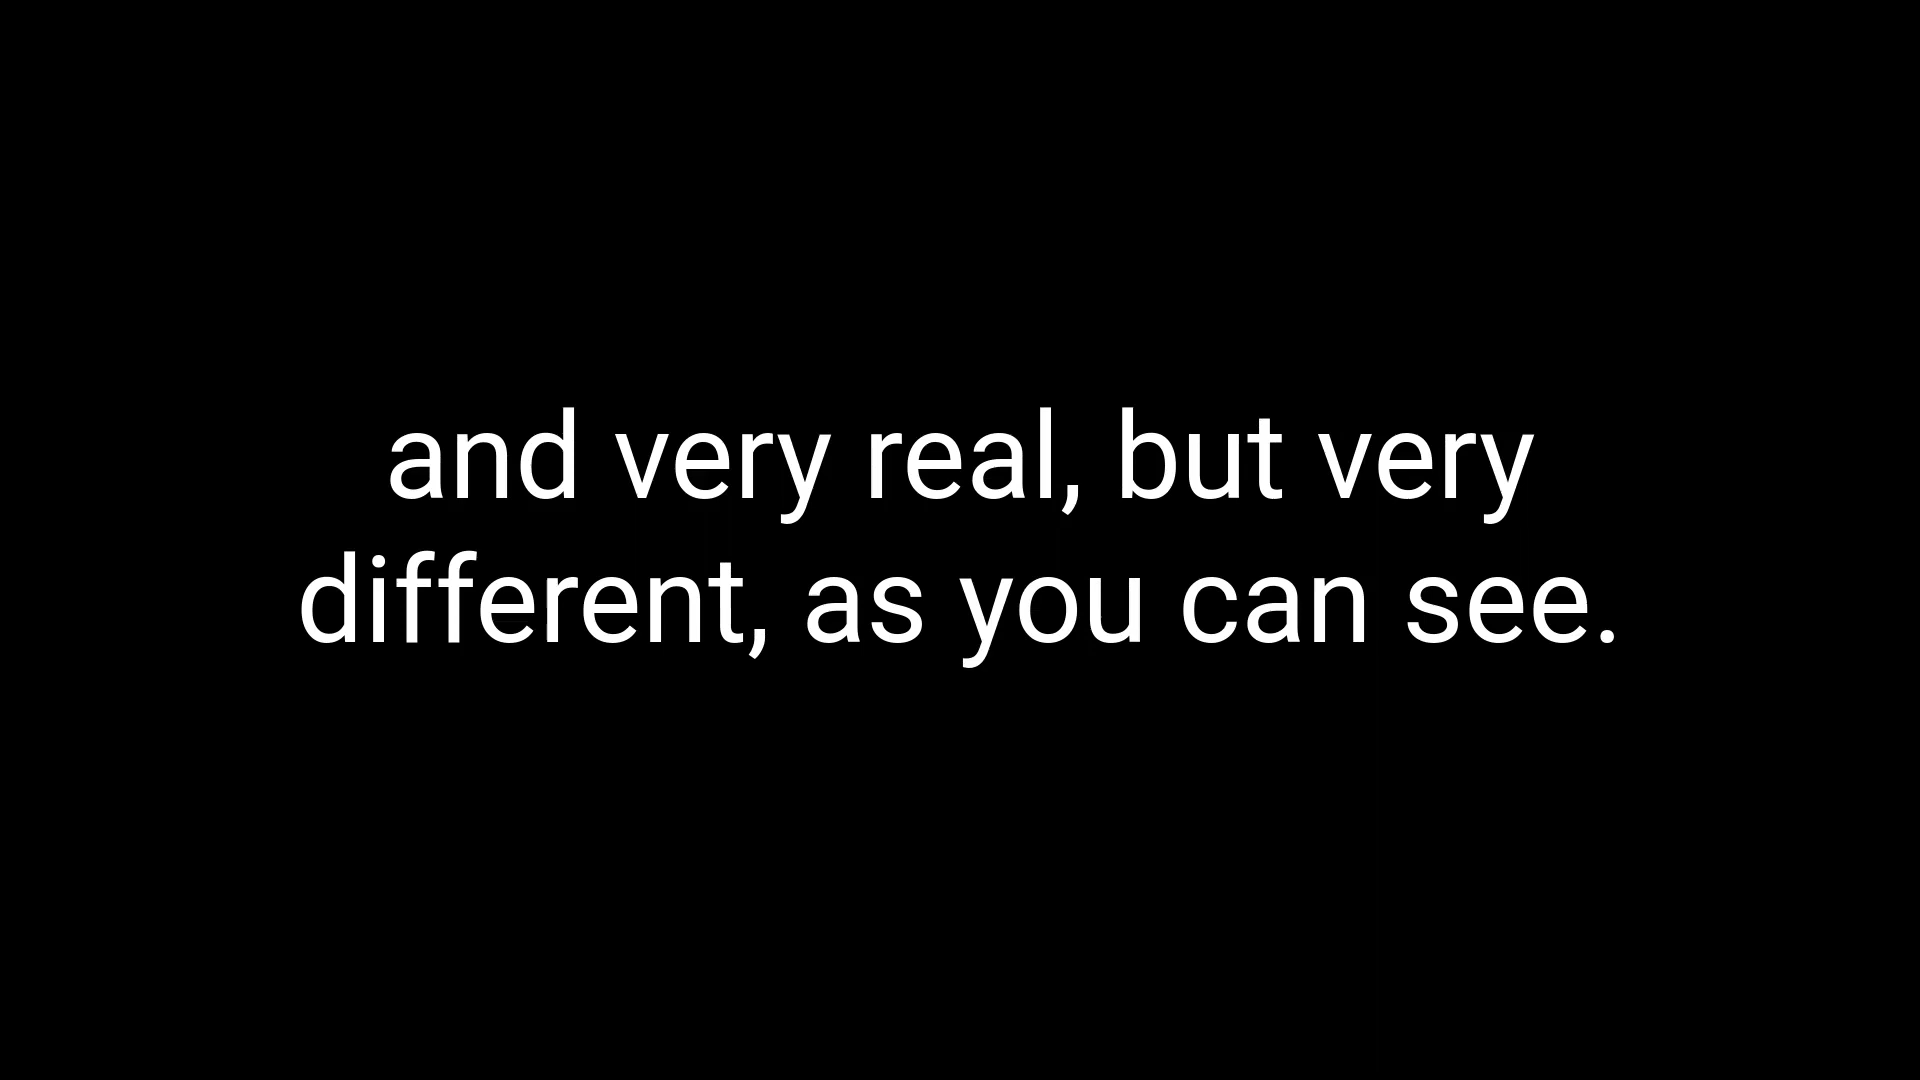 and very real, but very
different, as you can see.